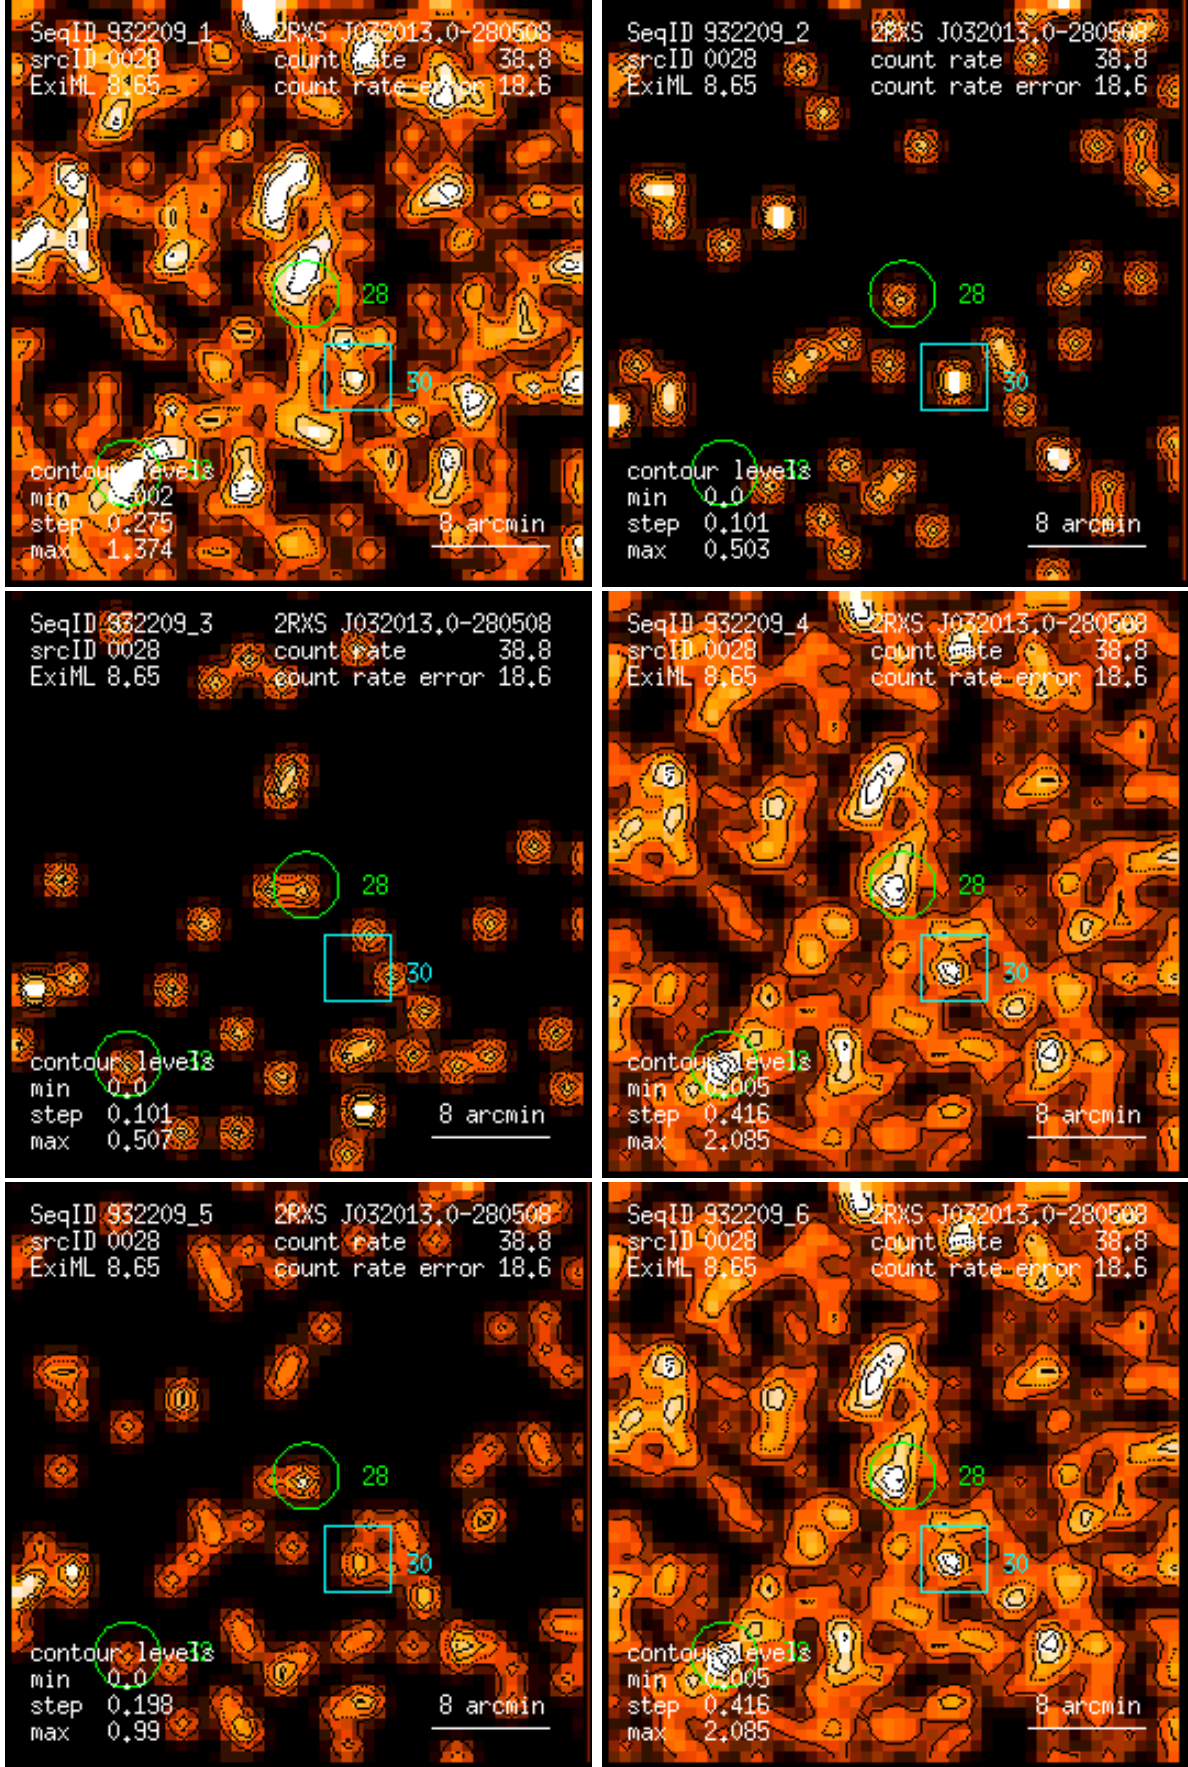 SeqID 932209_1 2RXS J032013.0-280508
srcID 0028 count rate 38.8
ExiML 8.65 count rate error 18.6
28
30
contour levels
min 0.002
step 0.275
max 1.374
8 arcmin
SeqID 932209_2 2RXS J032013.0-280508
srcID 0028 count rate 38.8
ExiML 8.65 count rate error 18.6
28
30
contour levels
min 0.0
step 0.101
max 0.503
8 arcmin
SeqID 932209_3 2RXS J032013.0-280508
srcID 0028 count rate 38.8
ExiML 8.65 count rate error 18.6
28
30
contour levels
min 0.0
step 0.101
max 0.507
8 arcmin
SeqID 932209_4 2RXS J032013.0-280508
srcID 0028 count rate 38.8
ExiML 8.65 count rate error 18.6
28
30
contour levels
min 0.005
step 0.416
max 2.085
8 arcmin
SeqID 932209_5 2RXS J032013.0-280508
srcID 0028 count rate 38.8
ExiML 8.65 count rate error 18.6
28
30
contour levels
min 0.0
step 0.198
max 0.99
8 arcmin
SeqID 932209_6 2RXS J032013.0-280508
srcID 0028 count rate 38.8
ExiML 8.65 count rate error 18.6
28
30
contour levels
min 0.005
step 0.416
max 2.085
8 arcmin